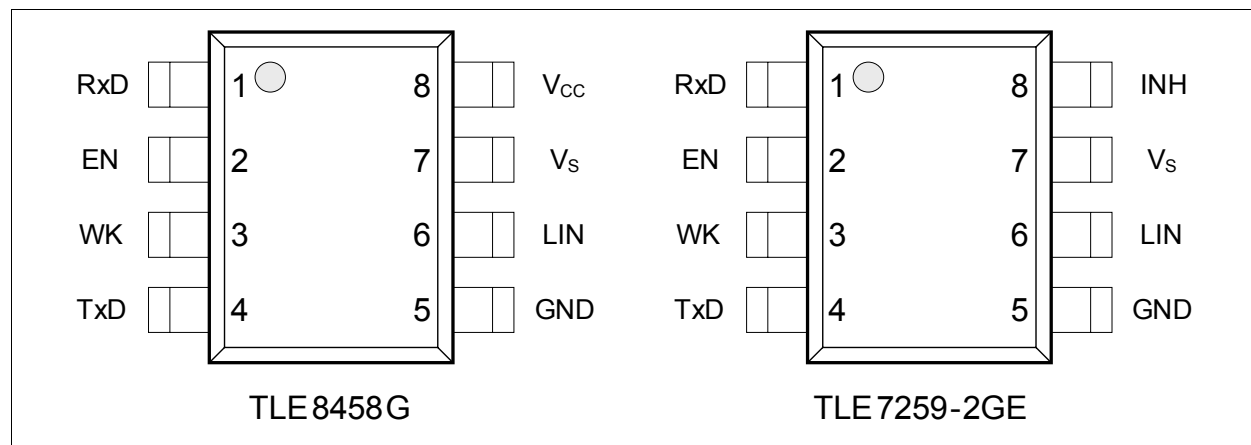 RxD 1 8 VCC RxD 1 8 INH
EN 2 7 VS EN 2 7 VS
WK 3 6 LIN WK 3 6 LIN
TxD 4 5 GND TxD 4 5 GND
TLE8458G TLE7259-2GE